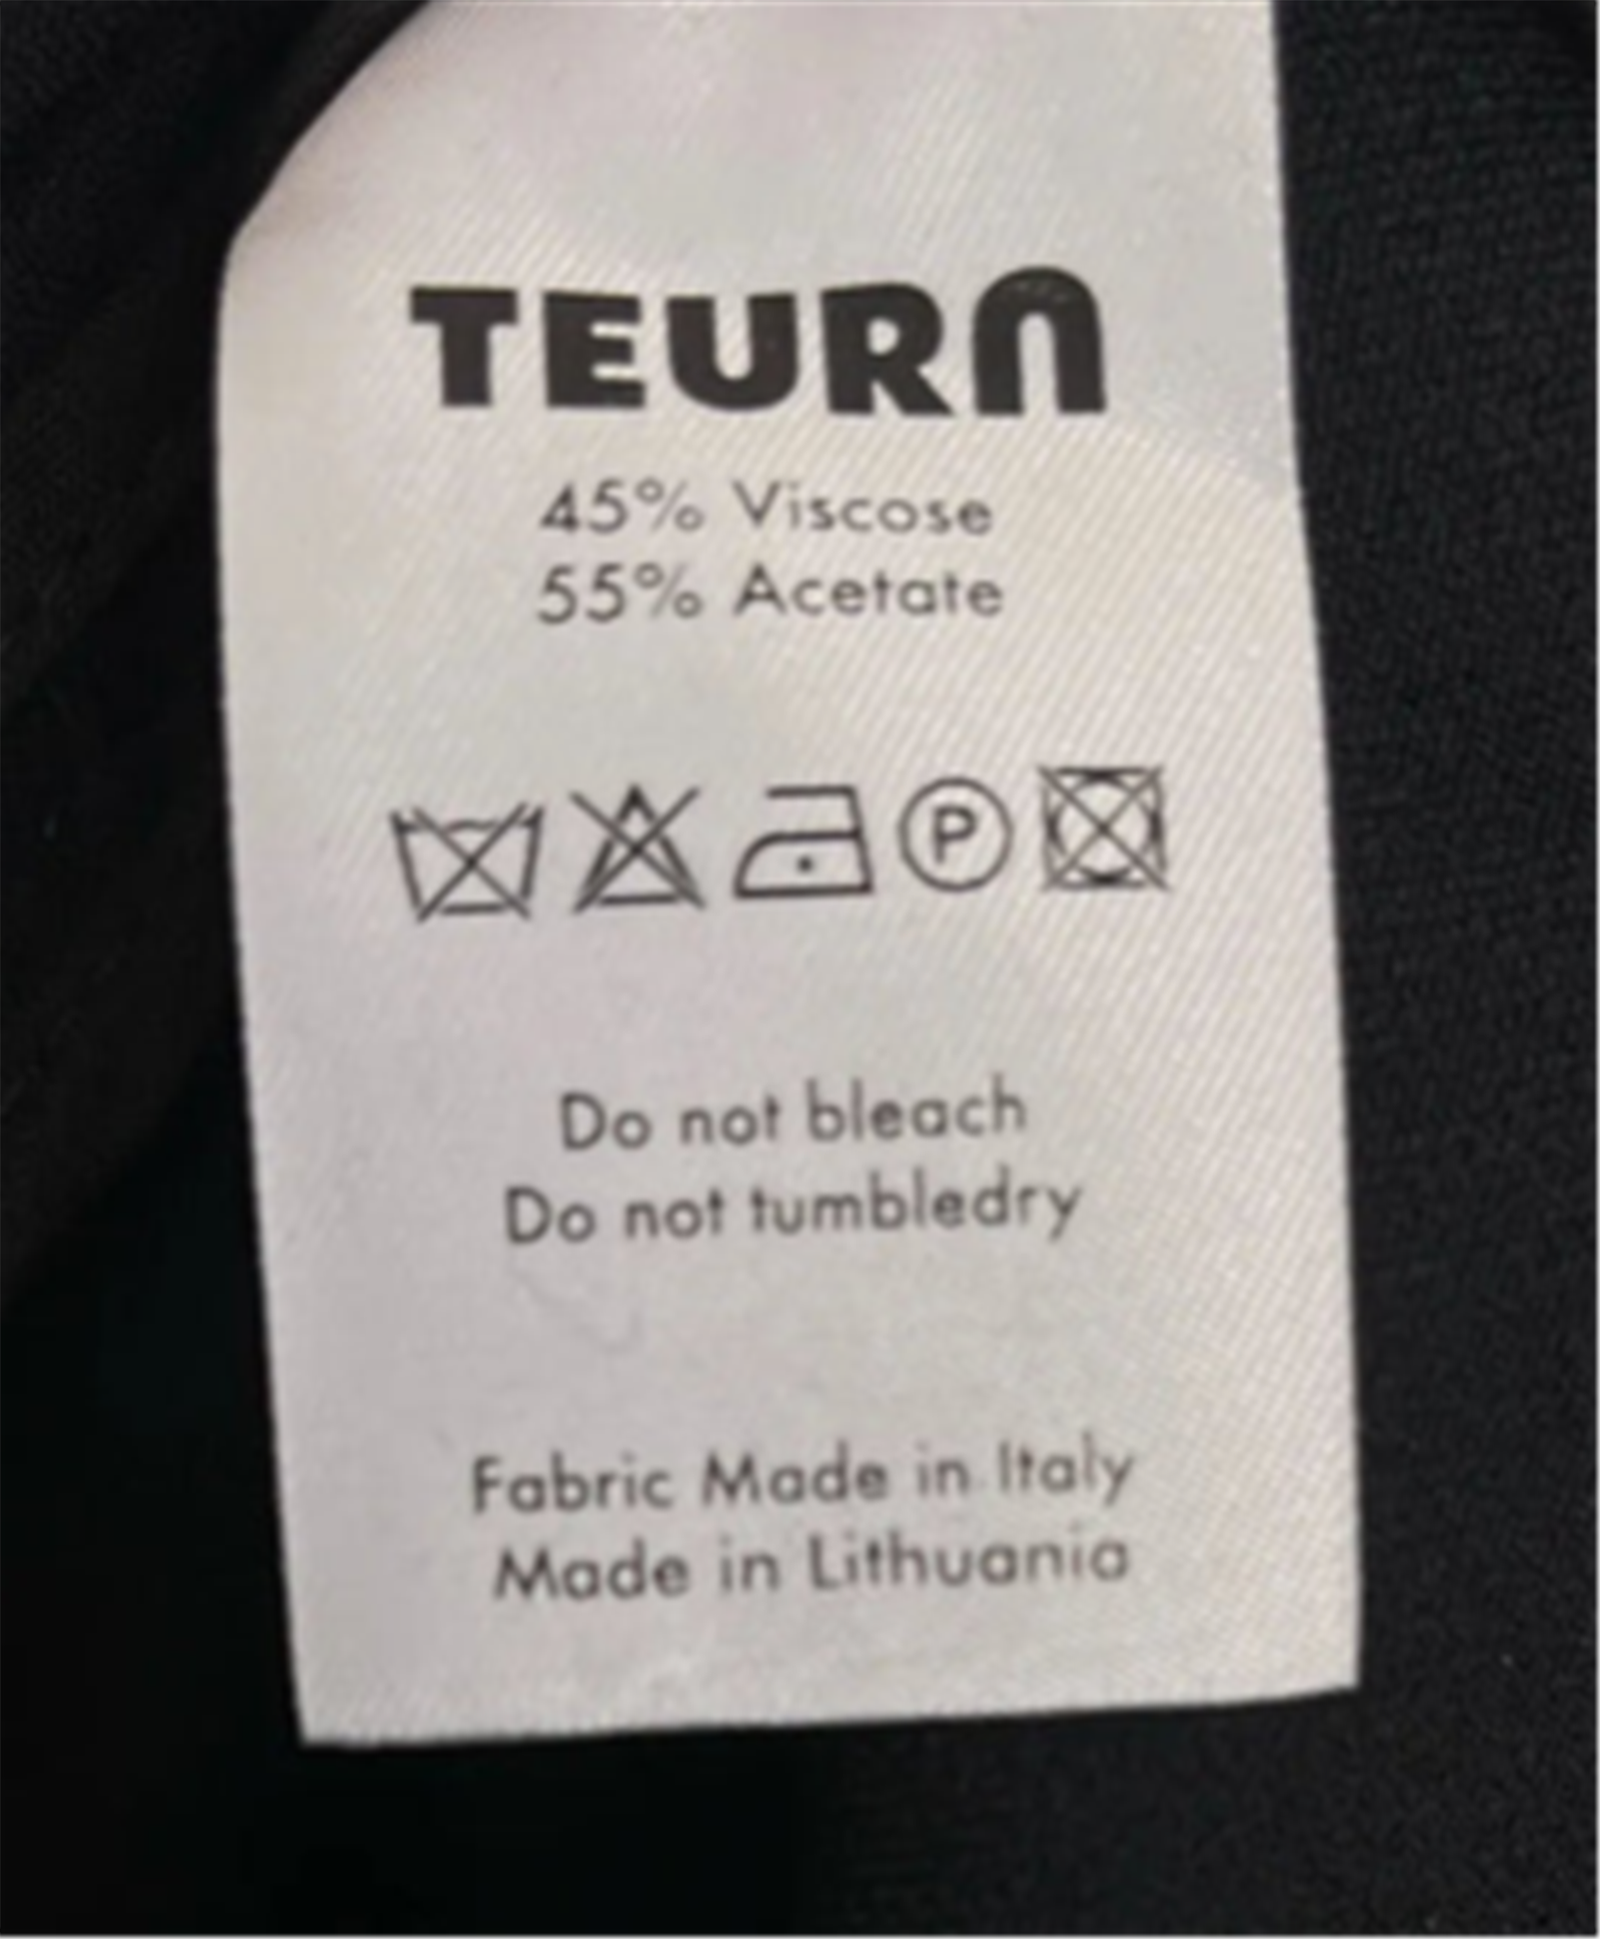 TEURN
45% Viscose
55% Acetate
P
Do not bleach
Do not tumbledry
Fabric Made in Italy
Made in Lithuania